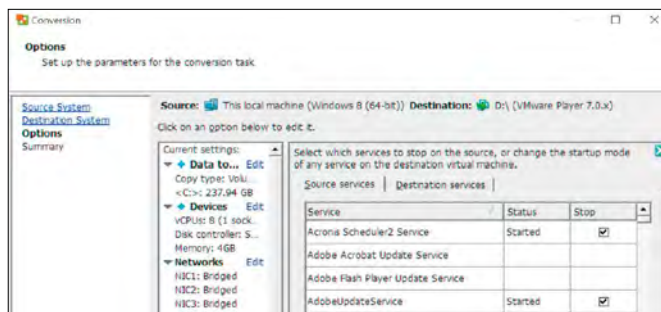 Conversion
Options
Set up the parameters for the conversion task.
Source System
Destination System
Options
Summary
Source: This local machine (Windows 8 (64-bit)) Destination: D:\ (VMware Player 7.0.x)
Click on an option below to edit it.
Current settings:
Data to... Edit
Copy type: Volu...
<C:>: 237.94 GB
Devices Edit
vCPUs: 8 (1 sock...
Disk controller: S...
Memory: 4GB
Networks Edit
NIC1: Bridged
NIC2: Bridged
NIC3: Bridged
Select which services to stop on the source, or change the startup mode
of any service on the destination virtual machine.
Source services Destination services
Service Status Stop
Acronis Scheduler2 Service Started
Adobe Acrobat Update Service
Adobe Flash Player Update Service
AdobeUpdateService Started